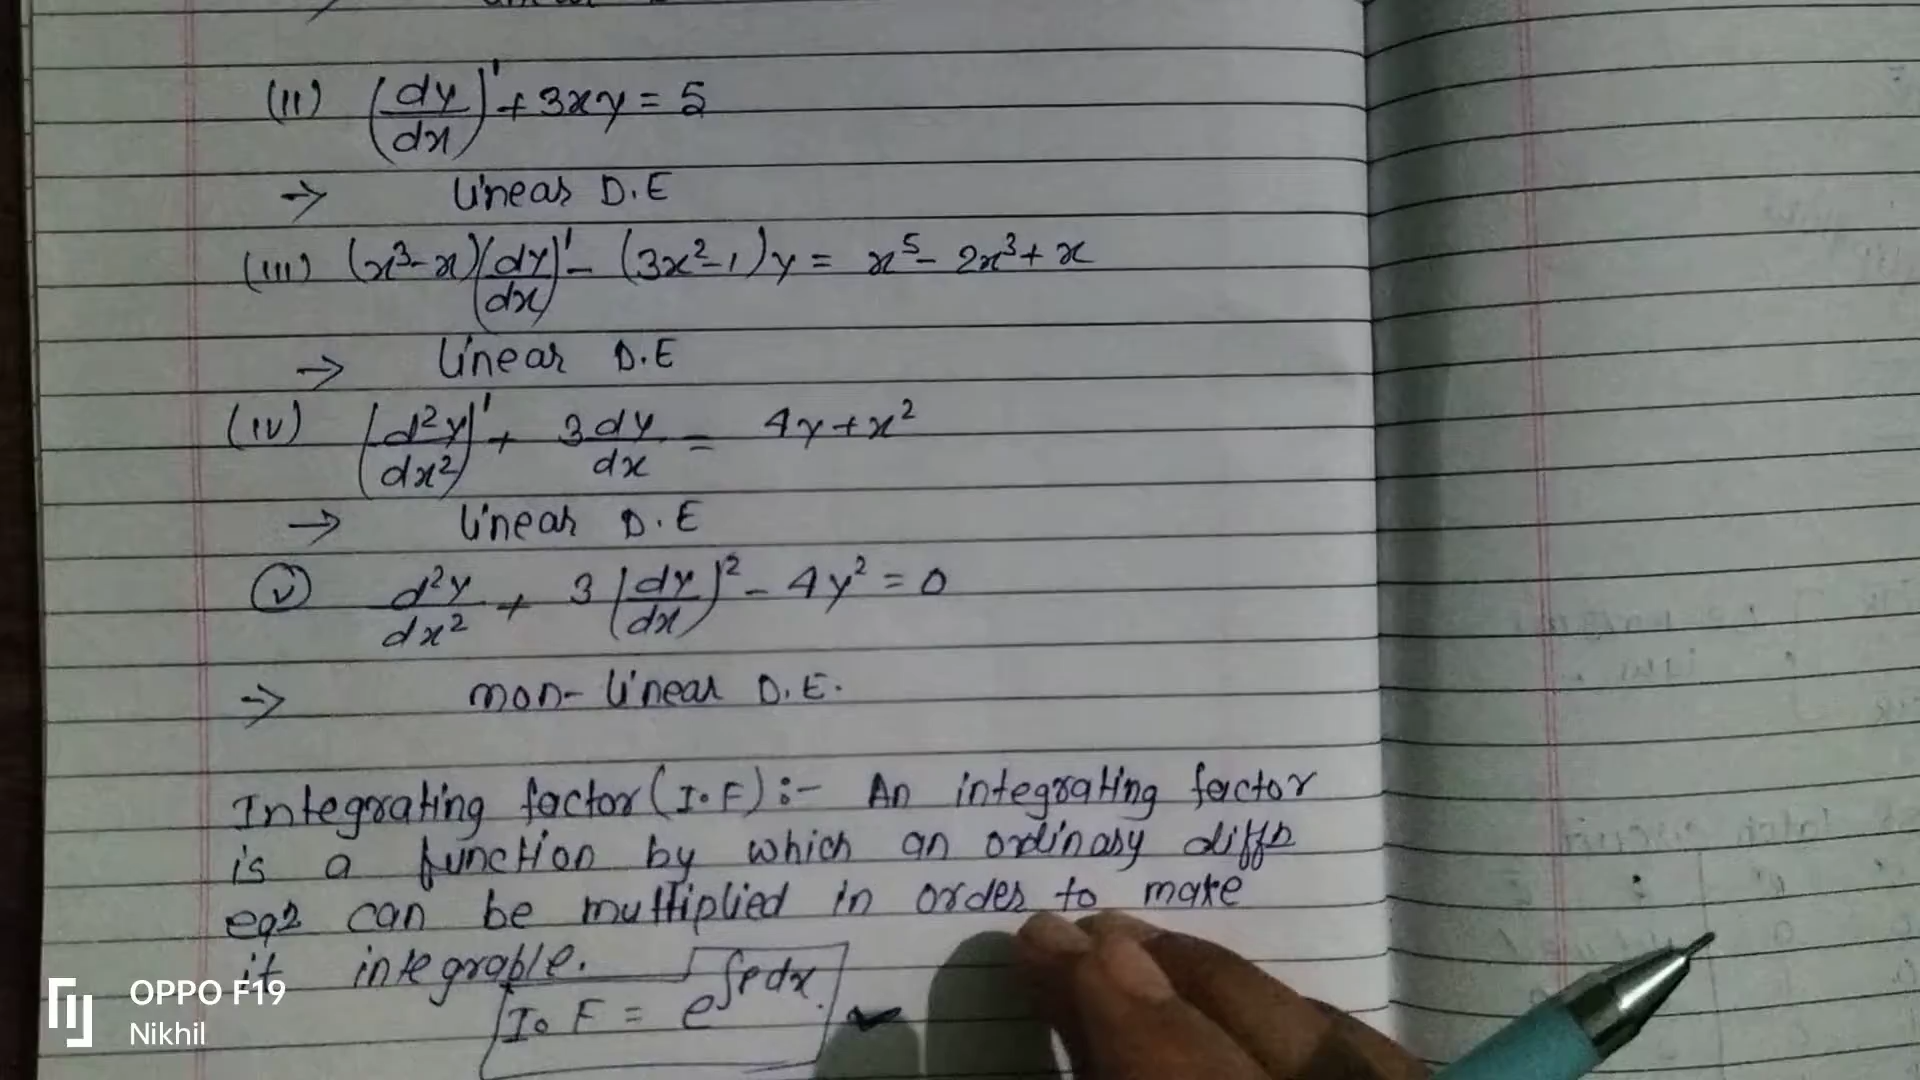 (II) (dy/dx)' + 3xy = 5
→ Linear D.E
(III) (x³-x)(dy/dx)' - (3x²-1)y = x⁵- 2x³+ x
→ Linear D.E
(IV) (d²y/dx²)' + 3dy/dx = 4y+x²
→ Linear D.E
(V) d²y/dx² + 3(dy/dx)² - 4y² = 0
→ non-linear D.E.
Integrating factor (I.F) :- An integrating factor
is a function by which an ordinary diffn
eqn can be multiplied in order to make
it integrable.
I.F = e^∫Pdx.
OPPO F19
Nikhil